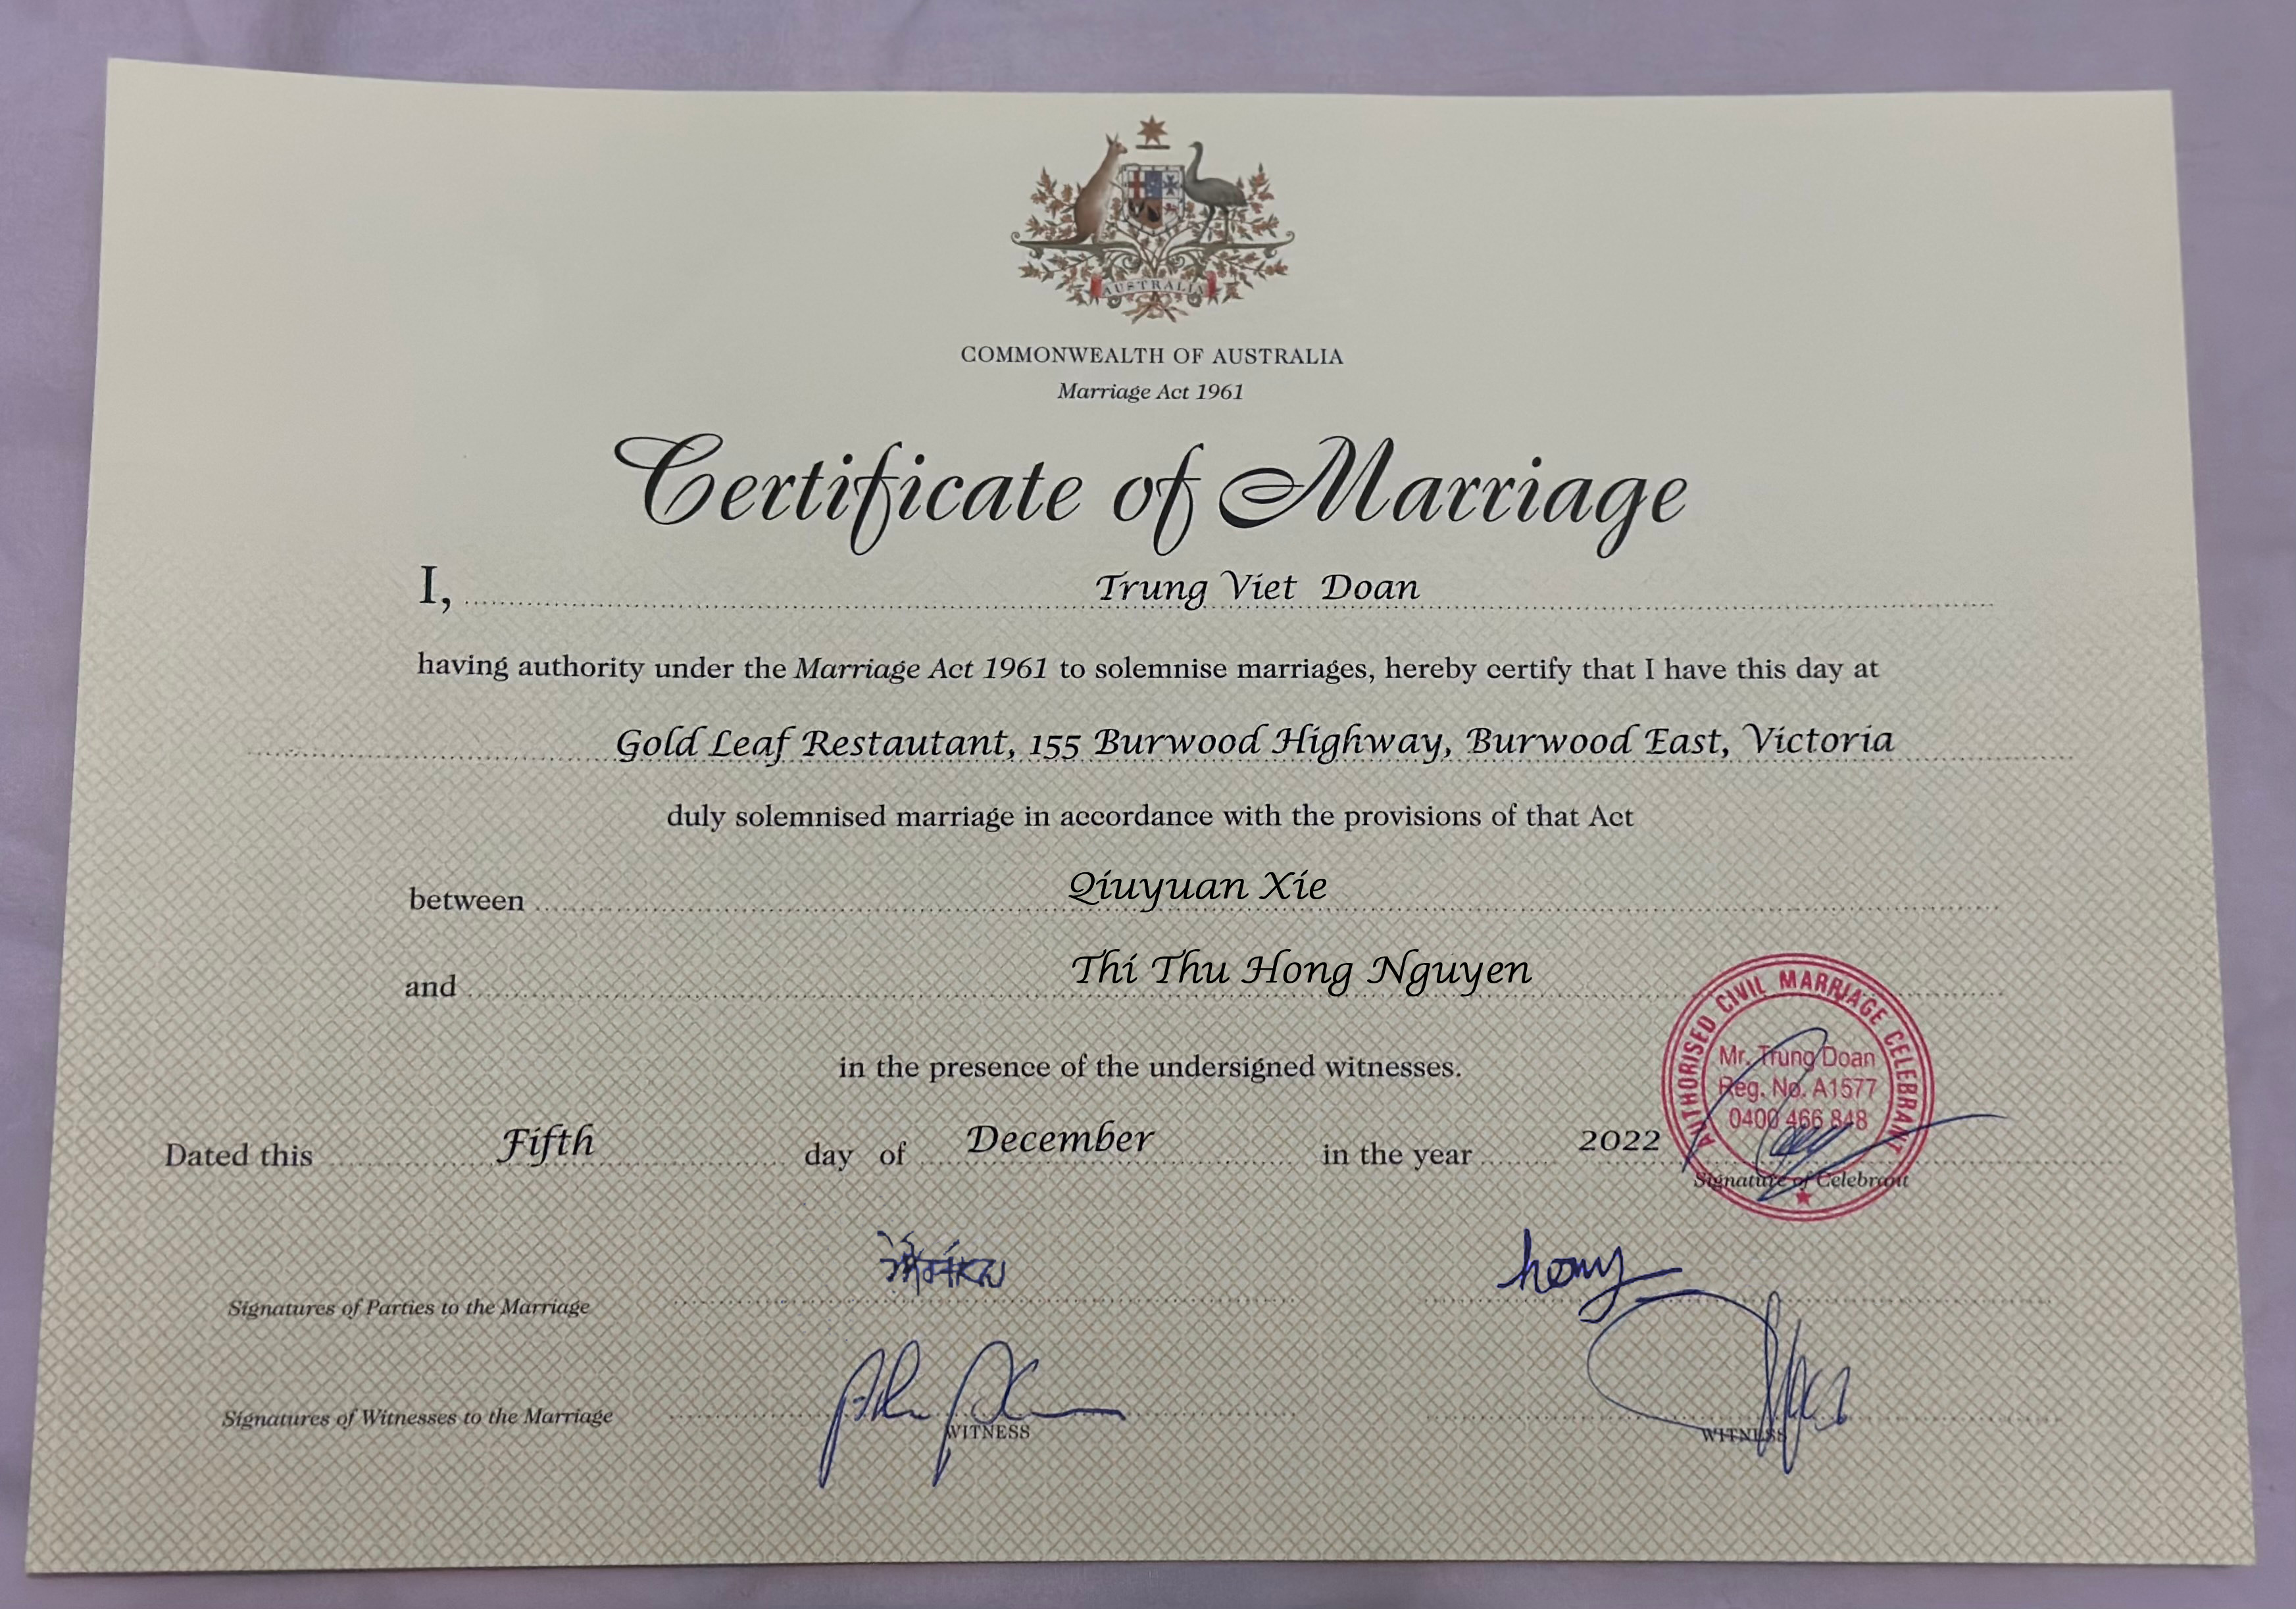 AUSTRALIA
COMMONWEALTH OF AUSTRALIA
Marriage Act 1961
Certificate of Marriage
I, Trung Viet Doan
having authority under the Marriage Act 1961 to solemnise marriages, hereby certify that I have this day at
Gold Leaf Restautant, 155 Burwood Highway, Burwood East, Victoria
duly solemnised marriage in accordance with the provisions of that Act
between Qiuyuan Xie
and Thi Thu Hong Nguyen
in the presence of the undersigned witnesses.
AUTHORISED CIVIL MARRIAGE CELEBRANT
Mr. Trung Doan
Reg. No. A1577
0400 466 848
Dated this Fifth day of December in the year 2022
Signature of Celebrant
Signatures of Parties to the Marriage
Signatures of Witnesses to the Marriage
WITNESS WITNESS